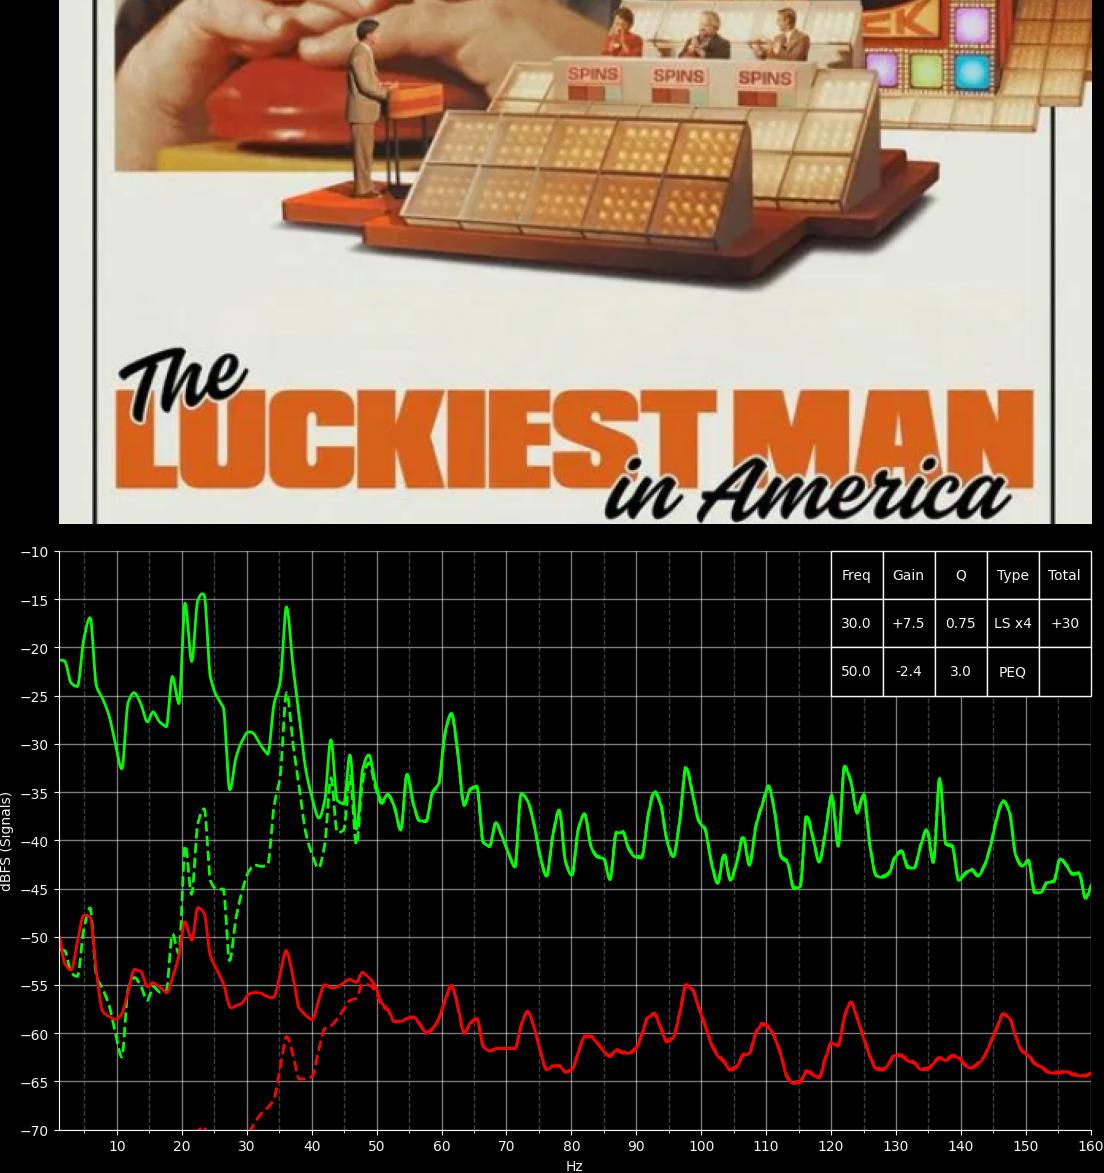 EK
SPINS SPINS SPINS
The
LUCKIEST MAN
in America
Freq Gain Q Type Total
30.0 +7.5 0.75 LS x4 +30
50.0 -2.4 3.0 PEQ
dBFS (Signals)
−10
−15
−20
−25
−30
−35
−40
−45
−50
−55
−60
−65
−70
10 20 30 40 50 60 70 80 90 100 110 120 130 140 150 160
Hz